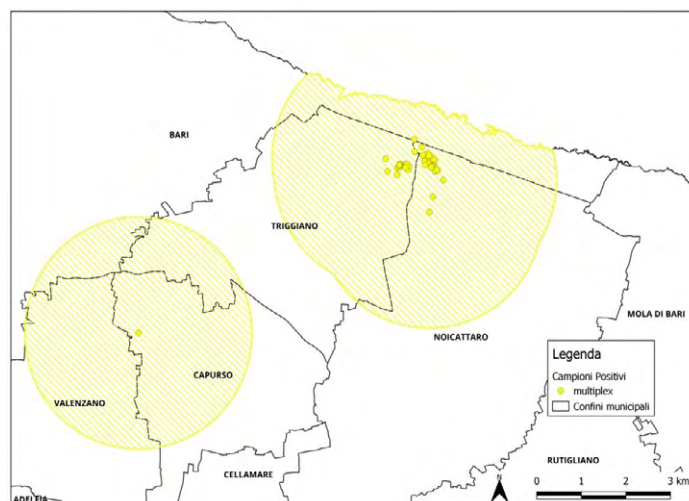 BARI
TRIGGIANO
MOLA DI BARI
NOICATTARO
Legenda
Campioni Positivi
multiplex
Confini municipali
CAPURSO
VALENZANO
CELLAMARE
RUTIGLIANO
ADELFIA
N
0 1 2 3 km